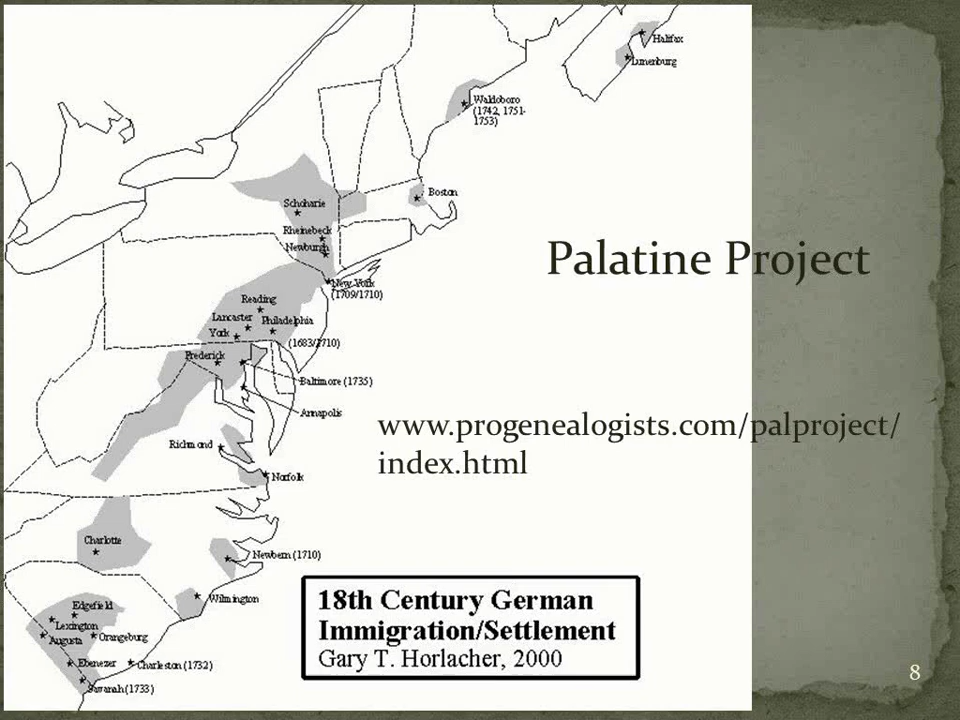 Halifax
Lunenburg
Waldoboro
(1742, 1751-
1753)
Boston
Schoharie
Rheinebeck
Newburgh
Palatine Project
New York
(1709/1710)
Reading
Lancaster
Philadelphia
York
(1683/1710)
Frederick
Baltimore (1735)
Annapolis
www.progenealogists.com/palproject/
index.html
Richmond
Norfolk
Charlotte
Newbern (1710)
Wilmington
Edgefield
Lexington
Augusta
Orangeburg
Ebenezer
Charleston (1732)
Savanah (1733)
18th Century German
Immigration/Settlement
Gary T. Horlacher, 2000
8